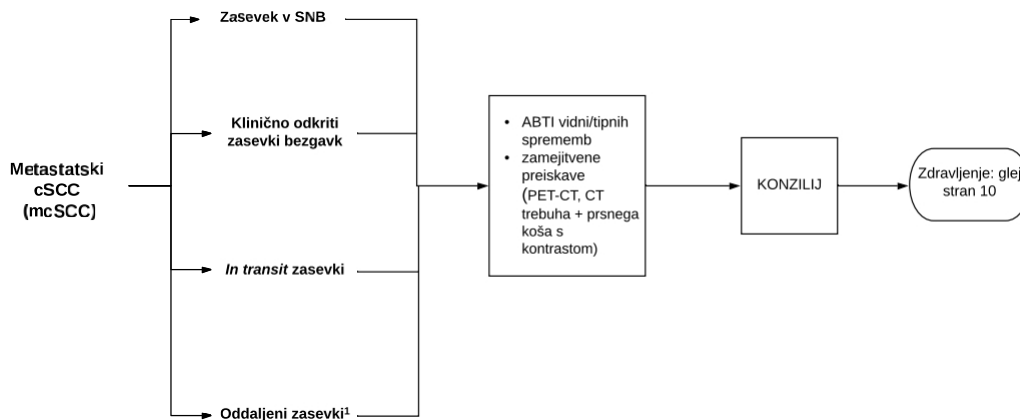 Zasevek v SNB
Klinično odkriti
zasevki bezgavk
Metastatski
cSCC
(mcSCC)
In transit zasevki
Oddaljeni zasevki¹
• ABTI vidni/tipnih
sprememb
• zamejitvene
preiskave
(PET-CT, CT
trebuha + prsnega
koša s
kontrastom)
KONZILIJ
Zdravljenje: glej
stran 10